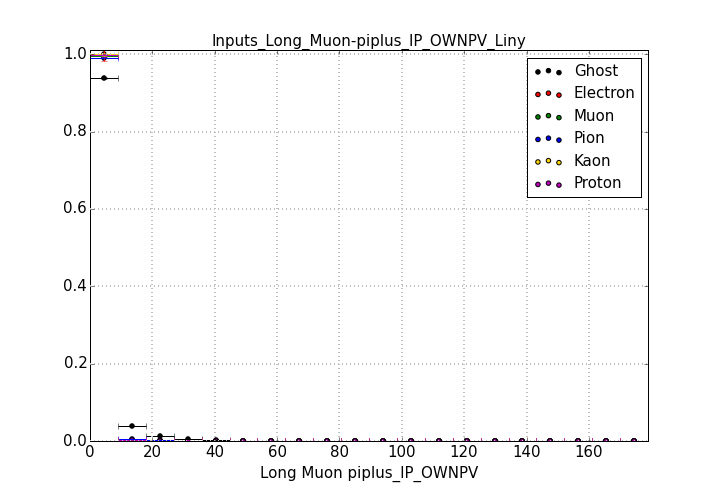 Inputs_Long_Muon-piplus_IP_OWNPV_Liny
1.0
0.8
0.6
0.4
0.2
0.0
Ghost
Electron
Muon
Pion
Kaon
Proton
0 20 40 60 80 100 120 140 160
Long Muon piplus_IP_OWNPV